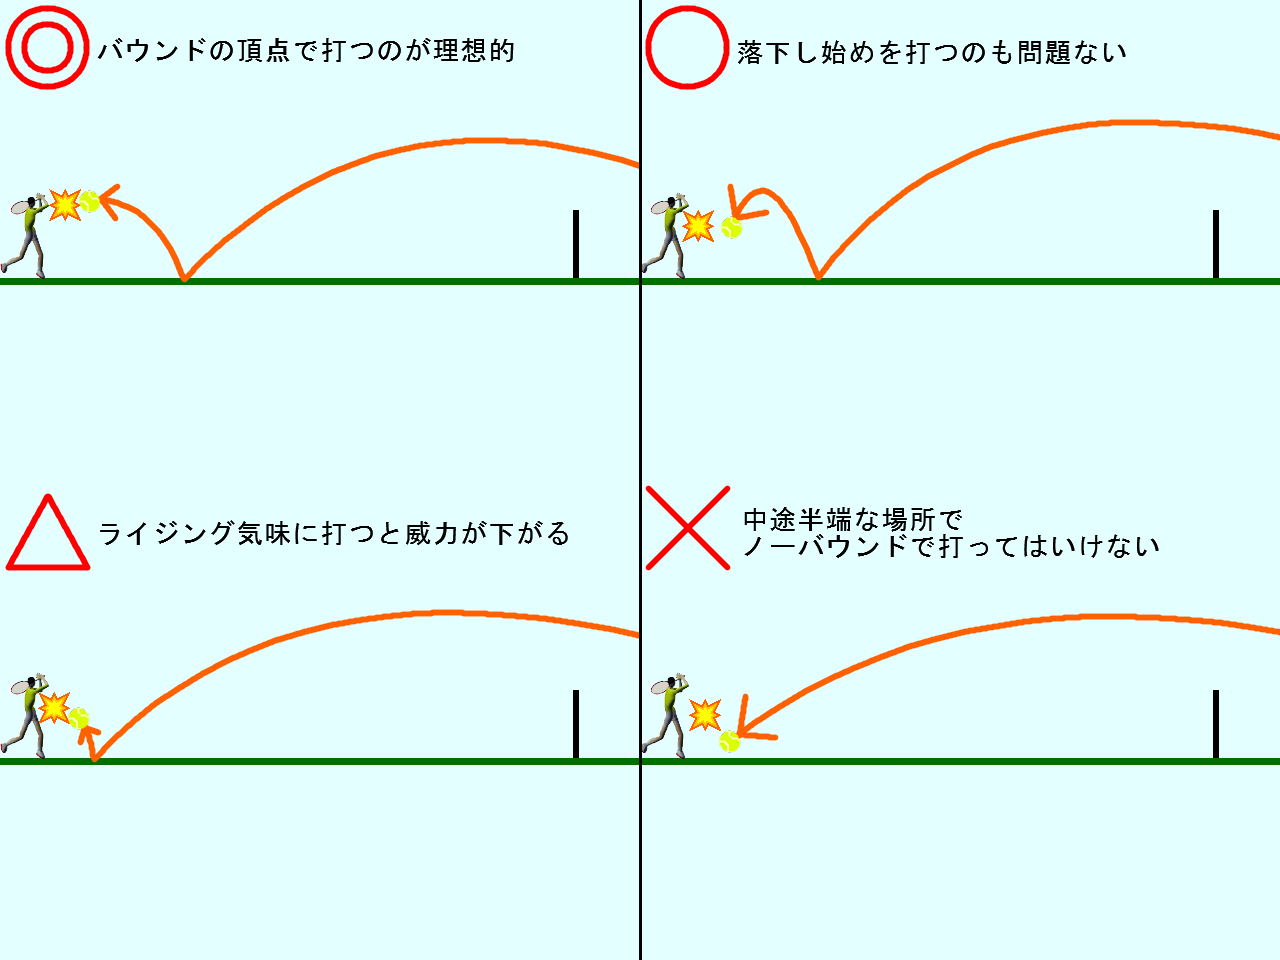 バウンドの頂点で打つのが理想的
落下し始めを打つのも問題ない
ライジング気味に打つと威力が下がる
中途半端な場所で
ノーバウンドで打ってはいけない